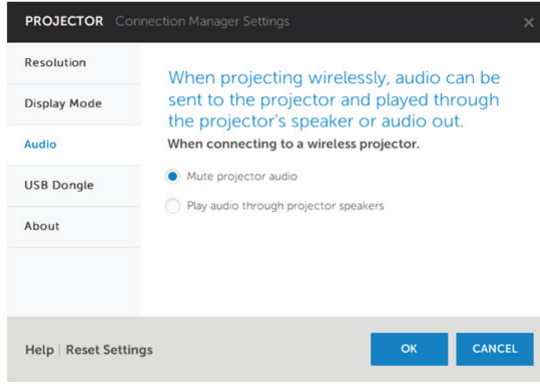 PROJECTOR Connection Manager Settings
Resolution
Display Mode
Audio
USB Dongle
About
When projecting wirelessly, audio can be
sent to the projector and played through
the projector's speaker or audio out.
When connecting to a wireless projector.
Mute projector audio
Play audio through projector speakers
Help | Reset Settings
OK
CANCEL